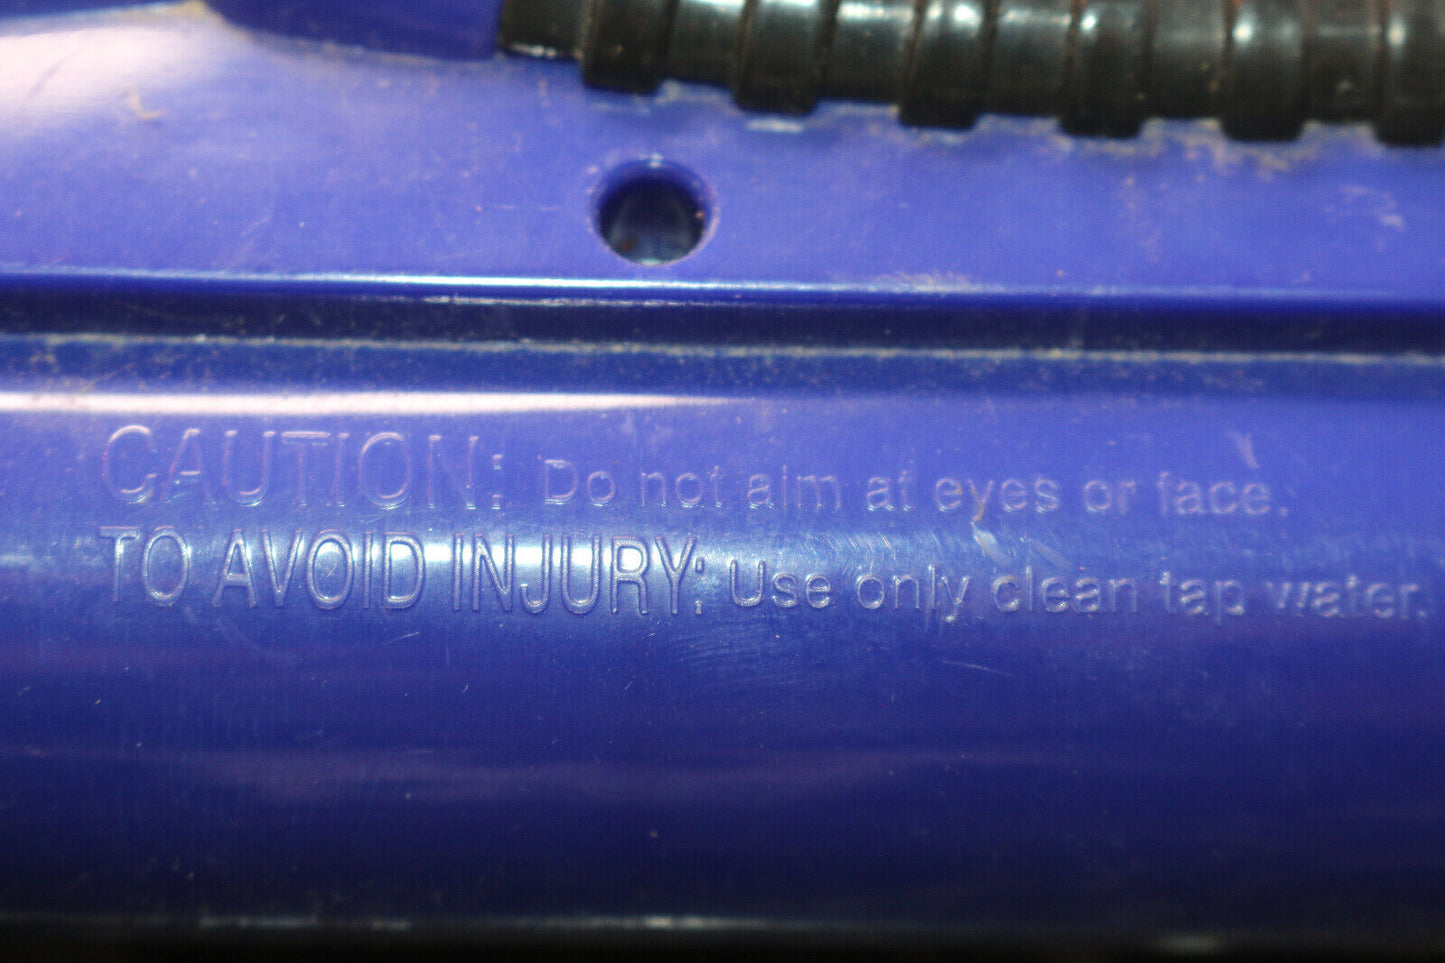 CAUTION: Do not aim at eyes or face.
TO AVOID INJURY: Use only clean tap water.